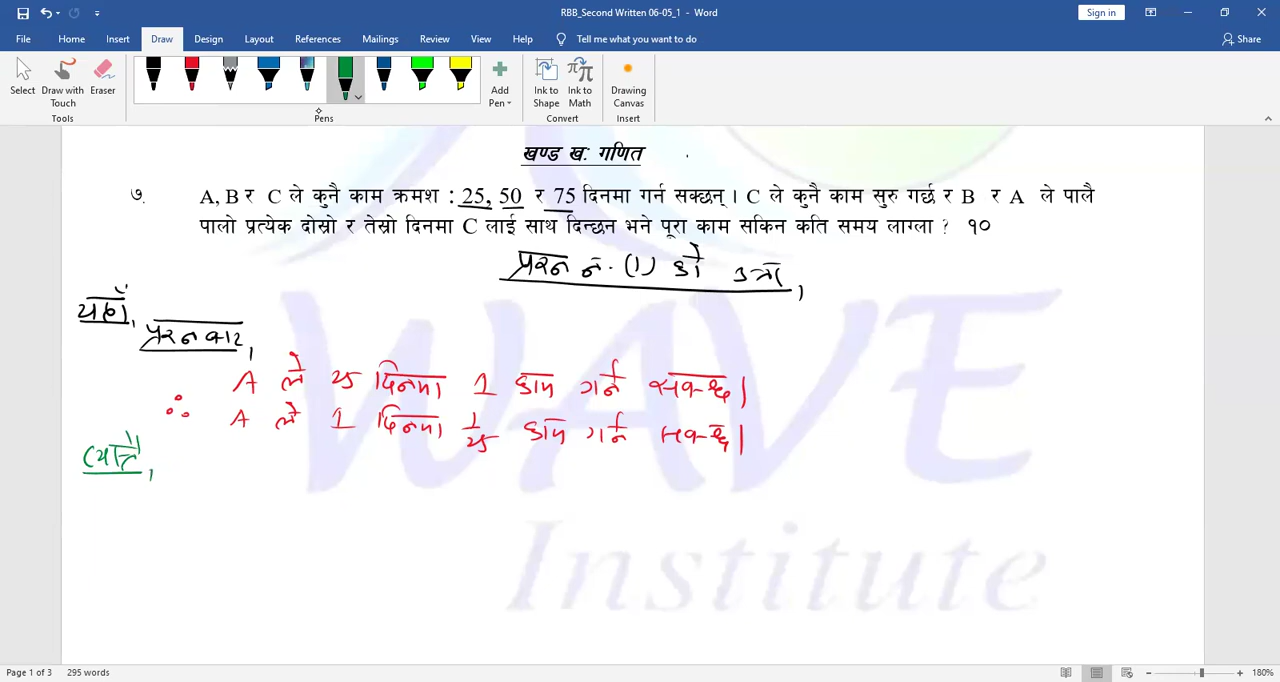 RBB_Second Written 06-05_1 - Word
Sign in
File Home Insert Draw Design Layout References Mailings Review View Help Tell me what you want to do Share
Select Draw with Touch Eraser Add Pen Ink to Shape Ink to Math Drawing Canvas
Tools Pens Convert Insert
खण्ड ख: गणित
७. A, B र C ले कुनै काम क्रमश : 25, 50 र 75 दिनमा गर्न सक्छन् । C ले कुनै काम सुरु गर्छ र B र A ले पालै
पालो प्रत्येक दोस्रो र तेस्रो दिनमा C लाई साथ दिन्छन भने पूरा काम सकिन कति समय लाग्ला ? १०
प्रश्न नं. (1) को उत्तर,
यहाँ,
प्रश्न बाट,
A ले 25 दिनमा 1 काम गर्न सक्छ।
∴ A ले 1 दिनमा 1/25 काम गर्न सक्छ।
त्यस्तै,
WAVE
Institute
Page 1 of 3 295 words 180%